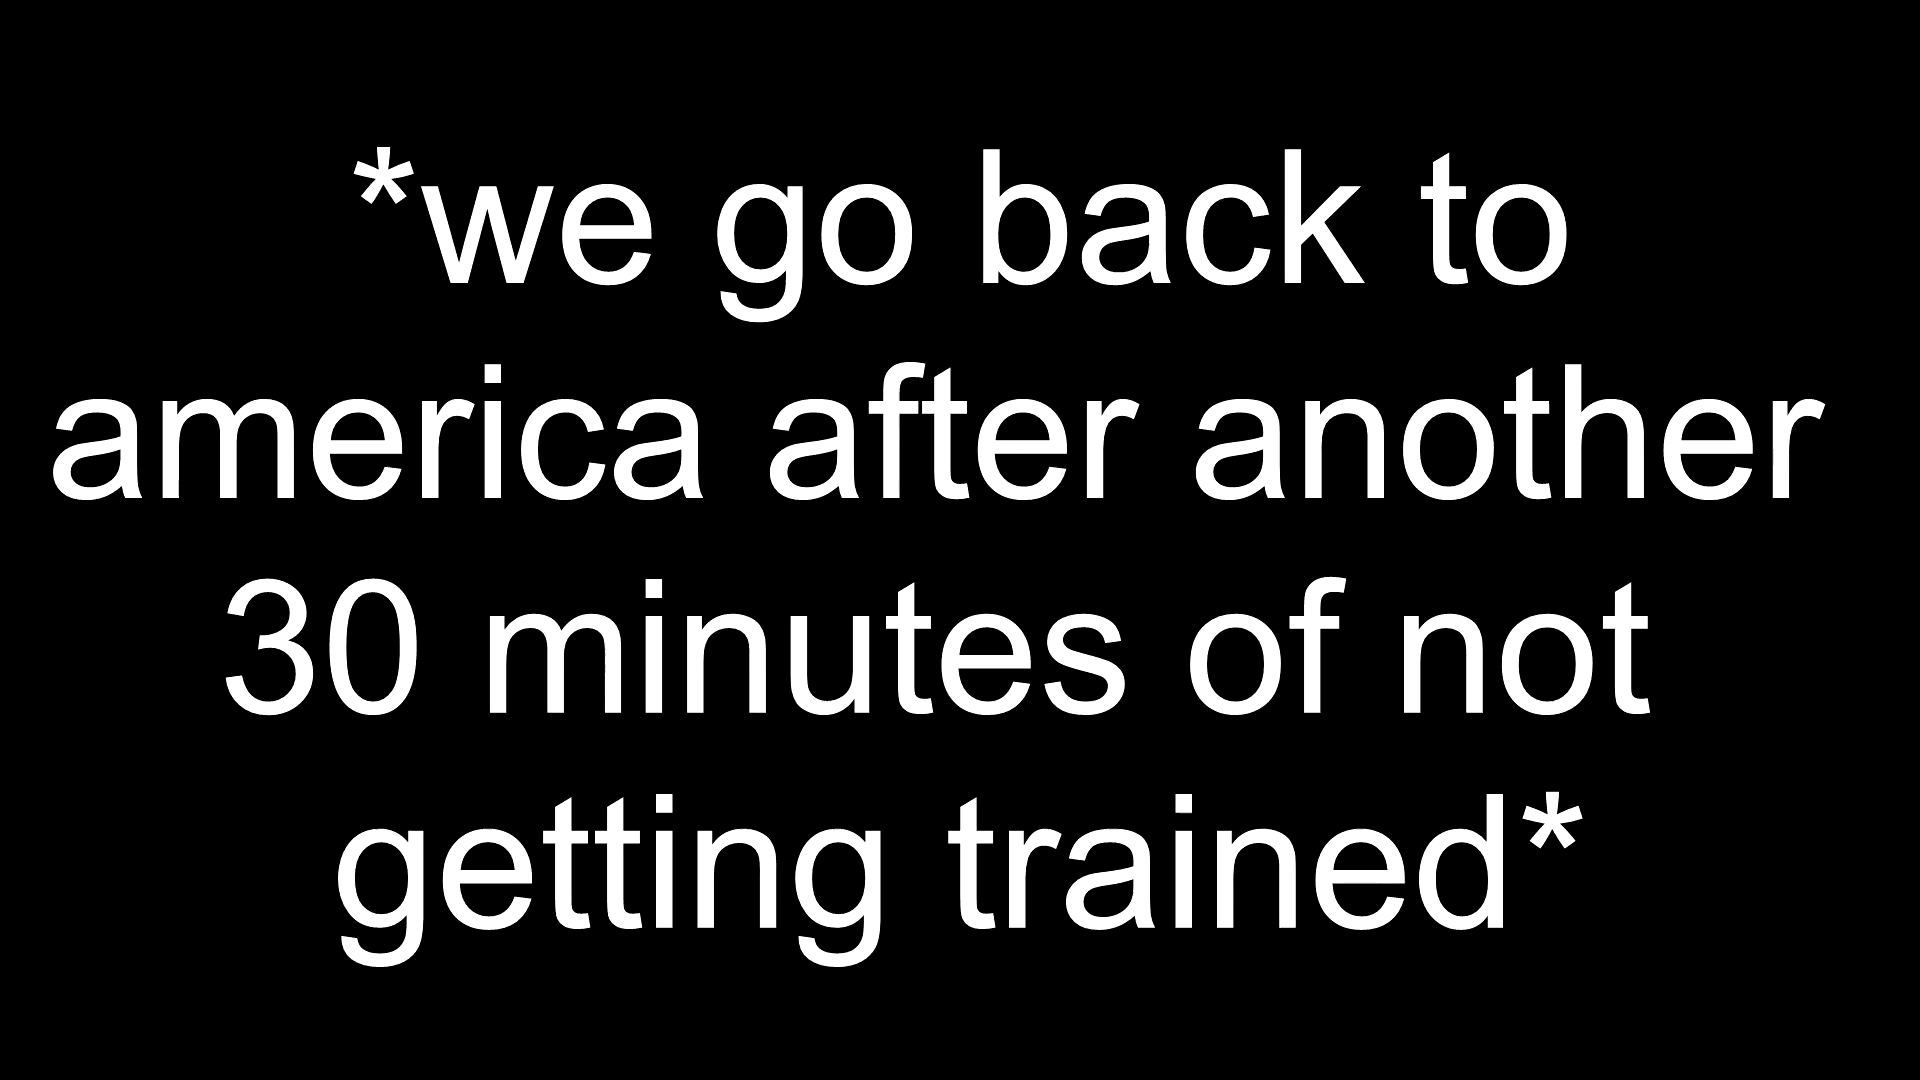 *we go back to
america after another
30 minutes of not
getting trained*